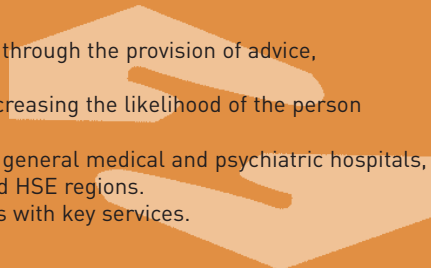 through the provision of advice,
creasing the likelihood of the person
general medical and psychiatric hospitals,
d HSE regions.
s with key services.